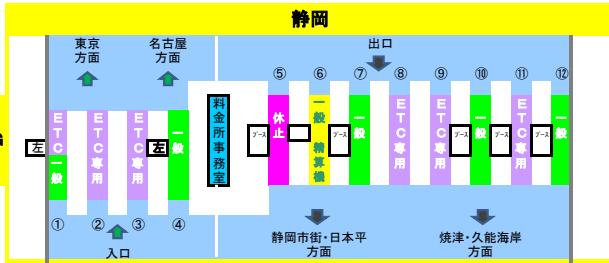 静岡
東京
方面
名古屋
方面
出口
⑤
⑥
⑦
⑧
⑨
⑩
⑪
⑫
左
ETC
一般
ETC専用
ETC専用
左
一般
料金所事務室
ブース
休止
一般 精算機
ブース
一般
ETC専用
ETC専用
ブース
一般
ブース
ETC専用
ブース
一般
①
②
③
④
入口
静岡市街・日本平
方面
焼津・久能海岸
方面